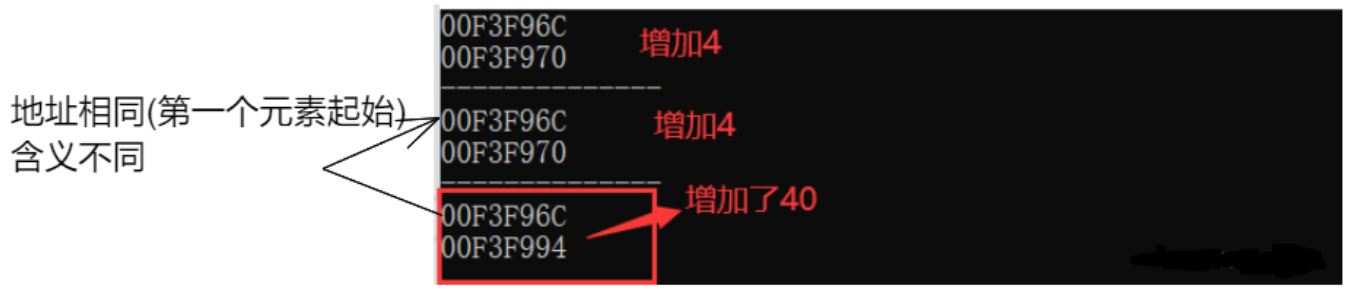 00F3F96C
00F3F970
增加4
--------------
地址相同(第一个元素起始)
含义不同
00F3F96C
00F3F970
增加4
--------------
00F3F96C
00F3F994
增加了40